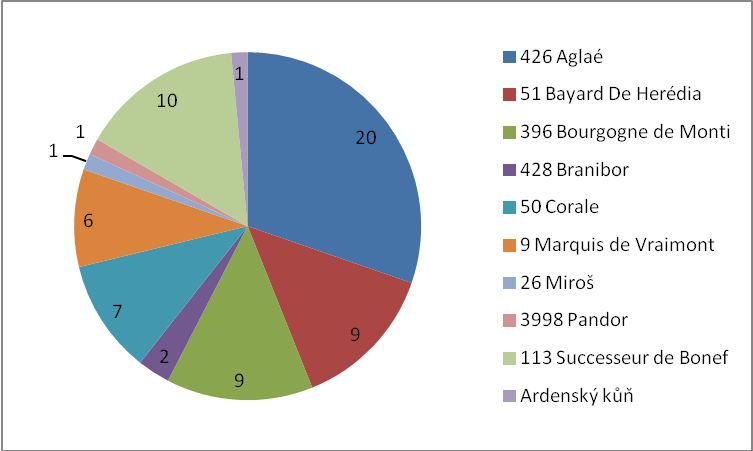 20
9
9
2
7
6
1
1
10
1
426 Aglaé
51 Bayard De Herédia
396 Bourgogne de Monti
428 Branibor
50 Corale
9 Marquis de Vraimont
26 Miroš
3998 Pandor
113 Successeur de Bonef
Ardenský kůň